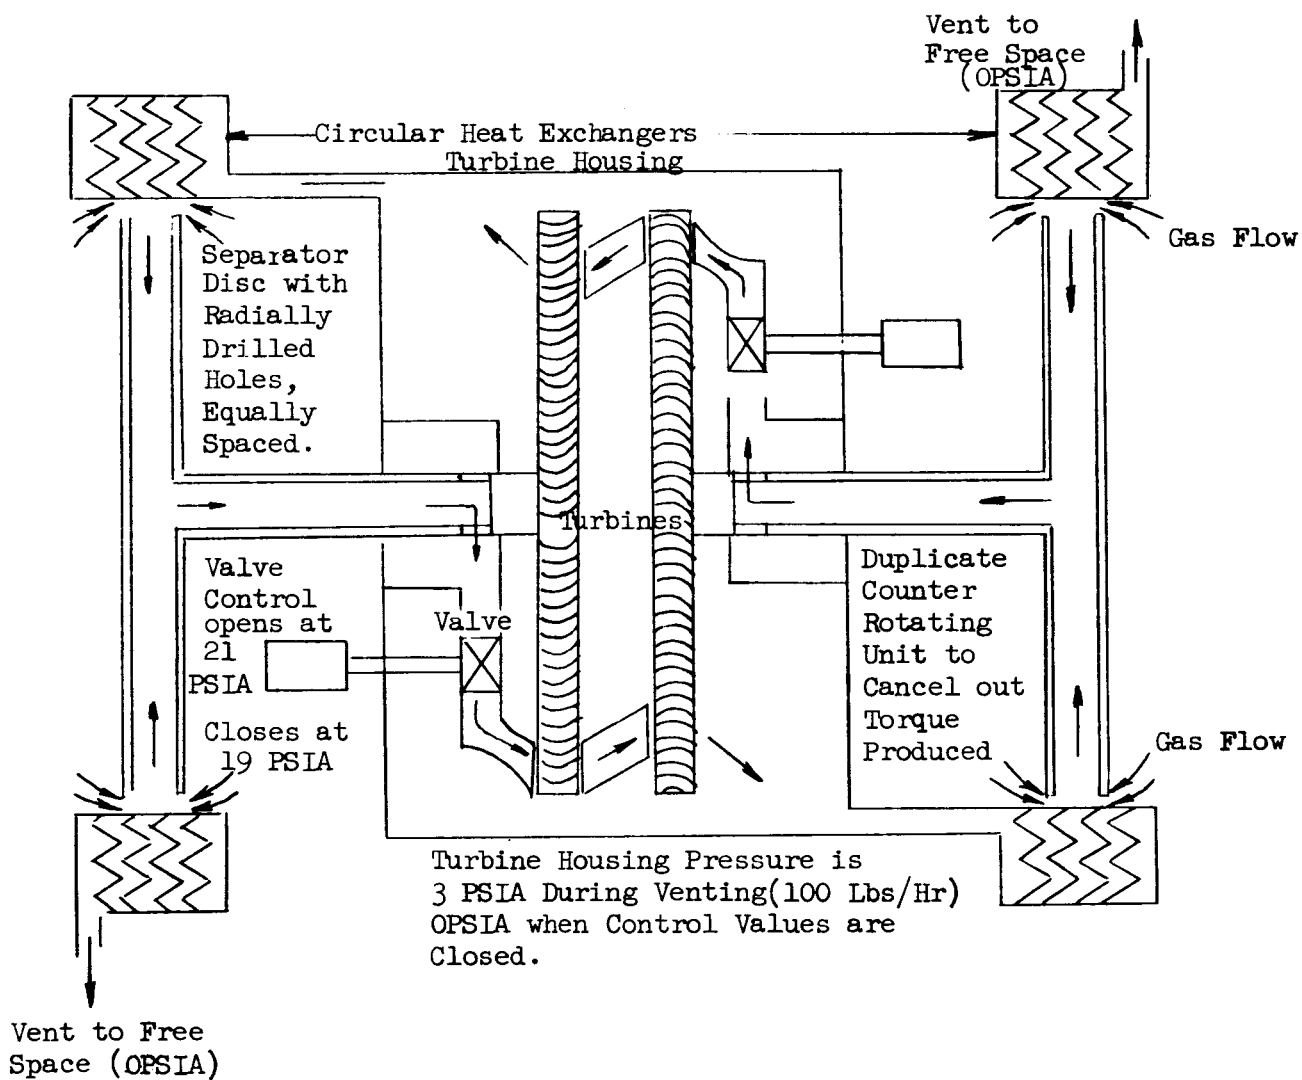 Vent to
Free Space
(OPSIA)
Circular Heat Exchangers
Turbine Housing
Gas Flow
Separator
Disc with
Radially
Drilled
Holes,
Equally
Spaced.
Turbines
Valve
Control
opens at
21
PSIA
Closes at
19 PSIA
Valve
Duplicate
Counter
Rotating
Unit to
Cancel out
Torque
Produced
Gas Flow
Turbine Housing Pressure is
3 PSIA During Venting(100 Lbs/Hr)
OPSIA when Control Values are
Closed.
Vent to Free
Space (OPSIA)